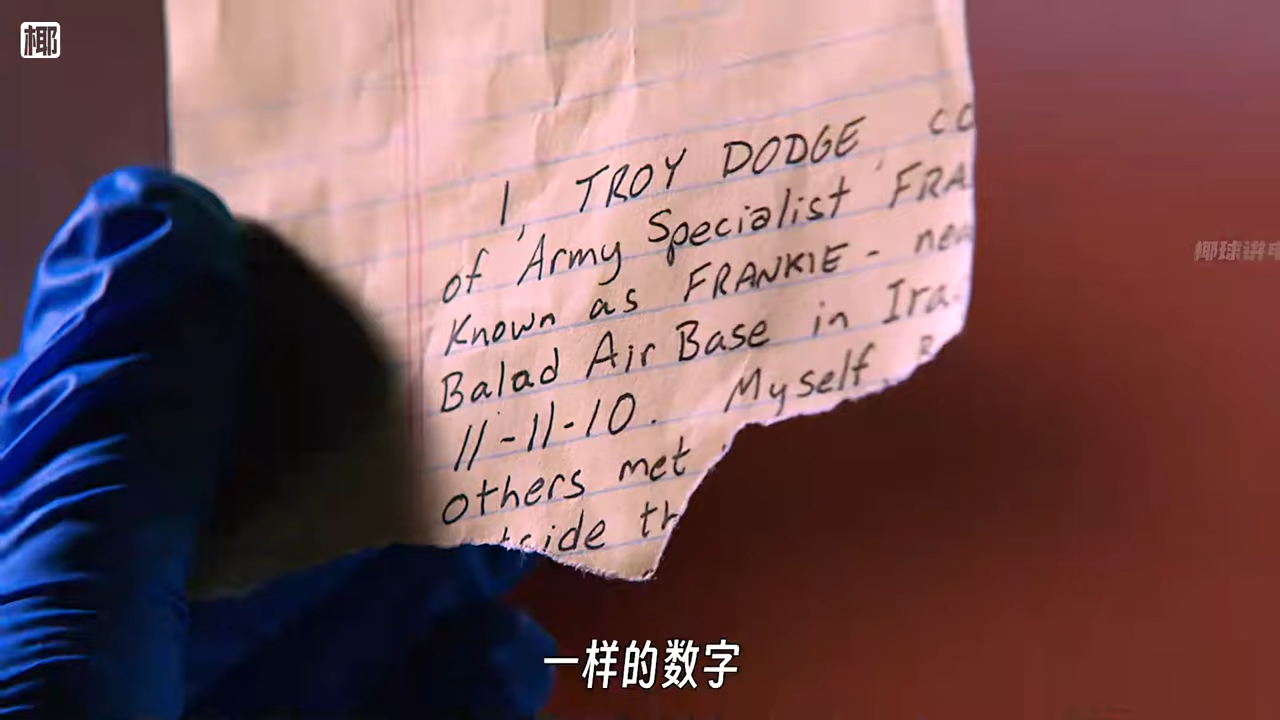 椰
I, TROY DODGE
of Army Specialist FRA
Known as FRANKIE -
Balad Air Base in Ira
11-11-10. Myself
others met
椰球讲
一样的数字